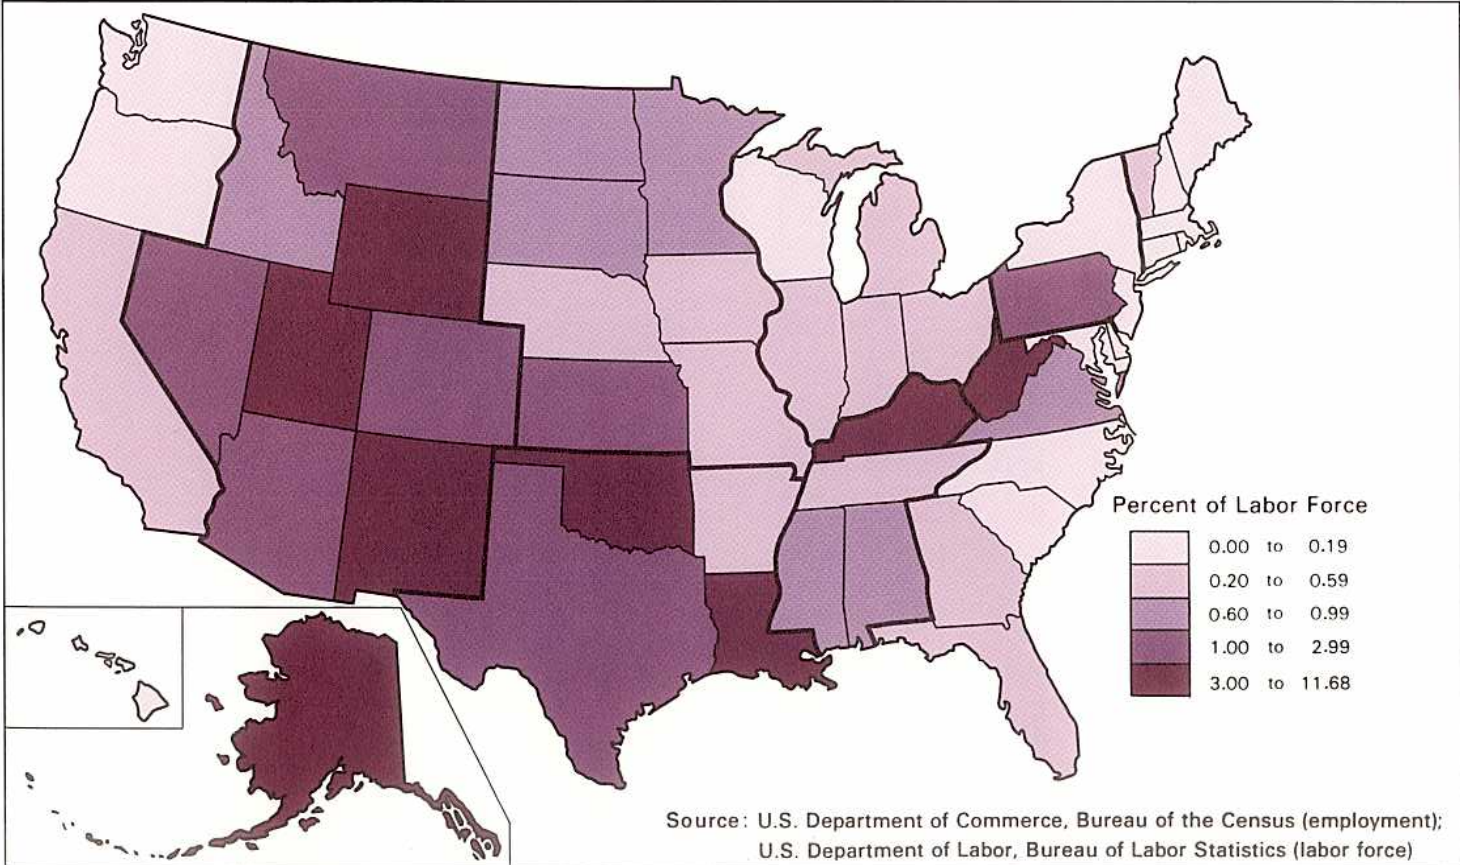 Percent of Labor Force
0.00 to 0.19
0.20 to 0.59
0.60 to 0.99
1.00 to 2.99
3.00 to 11.68
Source: U.S. Department of Commerce, Bureau of the Census (employment);
U.S. Department of Labor, Bureau of Labor Statistics (labor force)